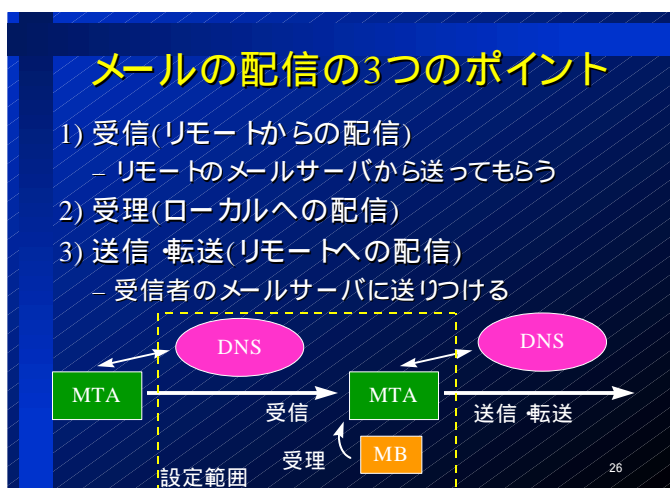 メールの配信の3つのポイント
1) 受信(リモートからの配信)
– リモートのメールサーバから送ってもらう
2) 受理(ローカルへの配信)
3) 送信・転送(リモートへの配信)
– 受信者のメールサーバに送りつける
DNS
DNS
MTA
MTA
受信
送信・転送
受理
MB
設定範囲
26